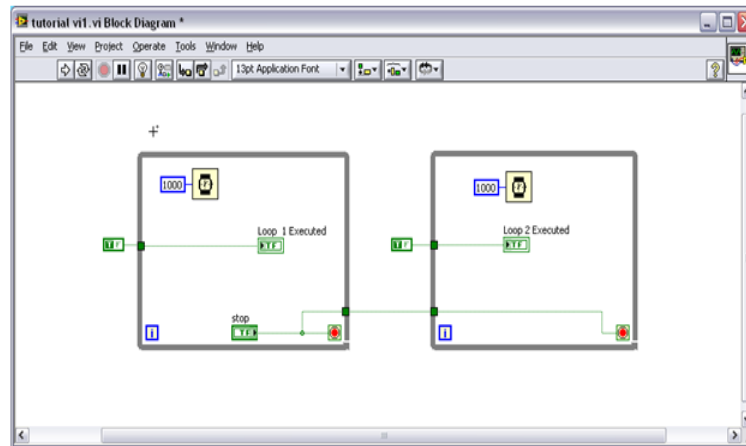 tutorial vi1.vi Block Diagram *
File Edit View Project Operate Tools Window Help
13pt Application Font
1000
1000
Loop 1 Executed
Loop 2 Executed
TF
TF
TF
TF
stop
TF
i
i